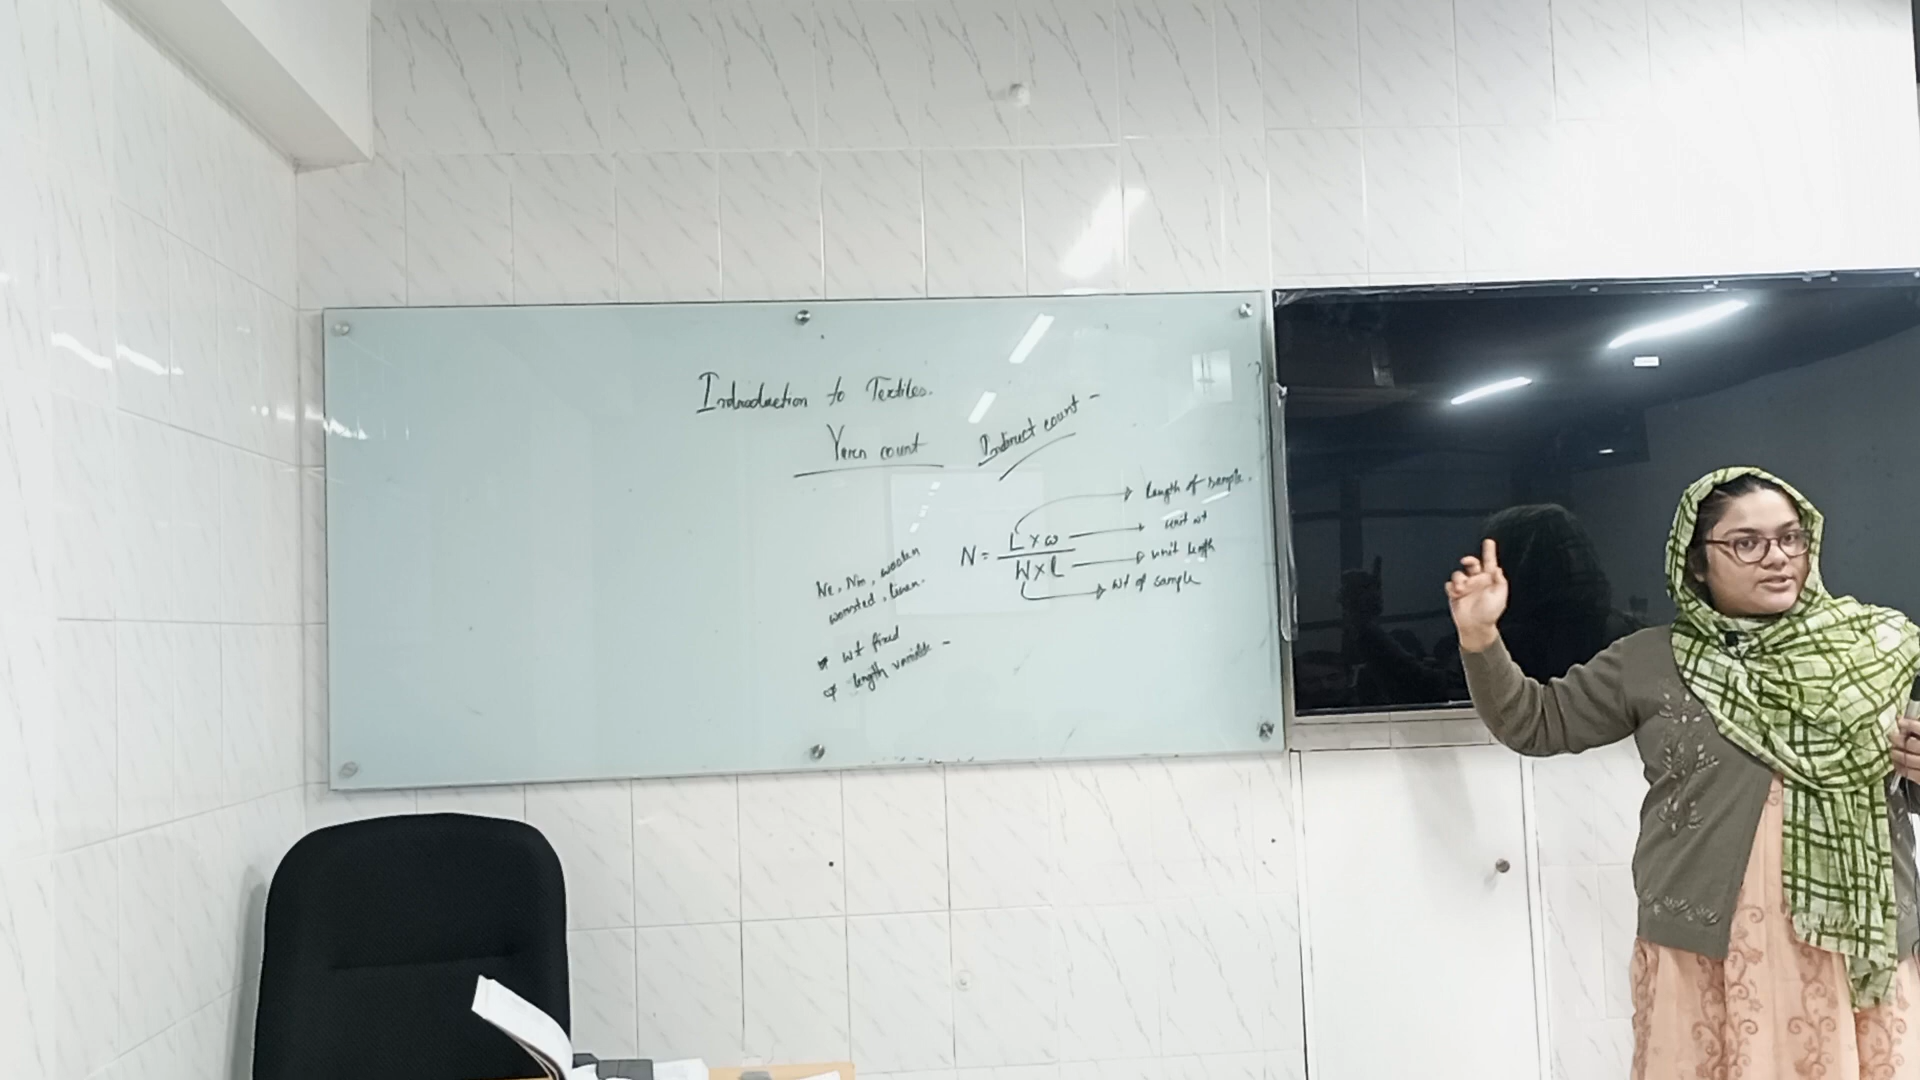 Indroduction to Textiles.
Yarn count
Indirect count -
N = L x w / W x l
length of sample.
unit wt
unit length
wt of sample
Ne, Nm, woolen
worsted, linen.
* wt fixed
* length variable -